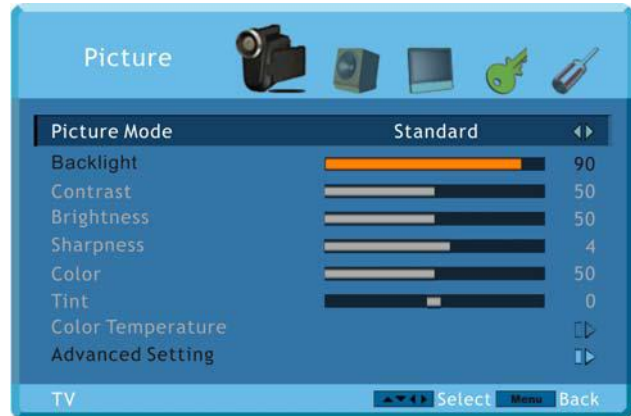 Picture
Picture Mode Standard
Backlight 90
Contrast 50
Brightness 50
Sharpness 4
Color 50
Tint 0
Color Temperature
Advanced Setting
TV Select Menu Back